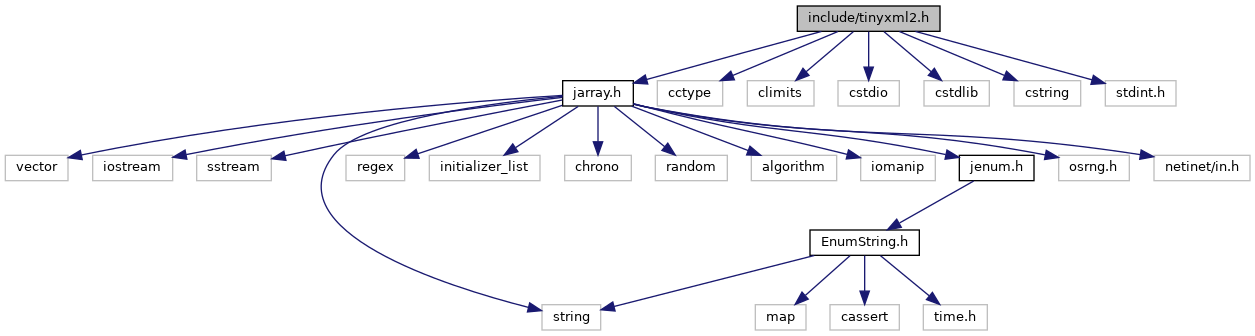 include/tinyxml2.h
jarray.h
cctype
climits
cstdio
cstdlib
cstring
stdint.h
vector
iostream
sstream
regex
initializer_list
chrono
random
algorithm
iomanip
jenum.h
osrng.h
netinet/in.h
EnumString.h
string
map
cassert
time.h